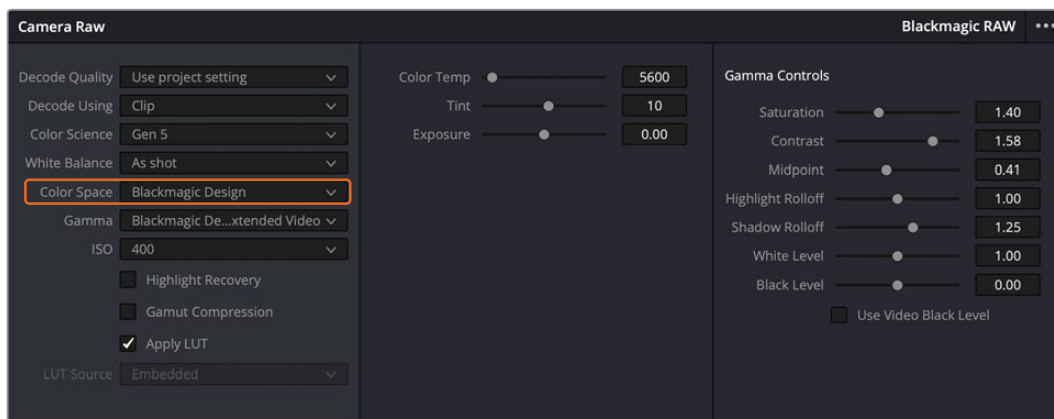 Camera Raw
Blackmagic RAW
Decode Quality Use project setting
Decode Using Clip
Color Science Gen 5
White Balance As shot
Color Space Blackmagic Design
Gamma Blackmagic De...xtended Video
ISO 400
Highlight Recovery
Gamut Compression
Apply LUT
LUT Source Embedded
Color Temp 5600
Tint 10
Exposure 0.00
Gamma Controls
Saturation 1.40
Contrast 1.58
Midpoint 0.41
Highlight Rolloff 1.00
Shadow Rolloff 1.25
White Level 1.00
Black Level 0.00
Use Video Black Level